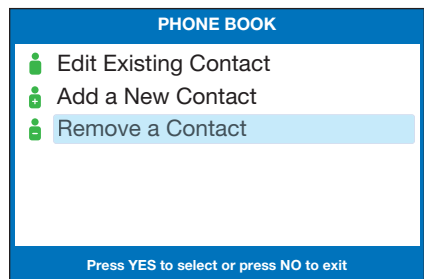 PHONE BOOK
Edit Existing Contact
Add a New Contact
Remove a Contact
Press YES to select or press NO to exit